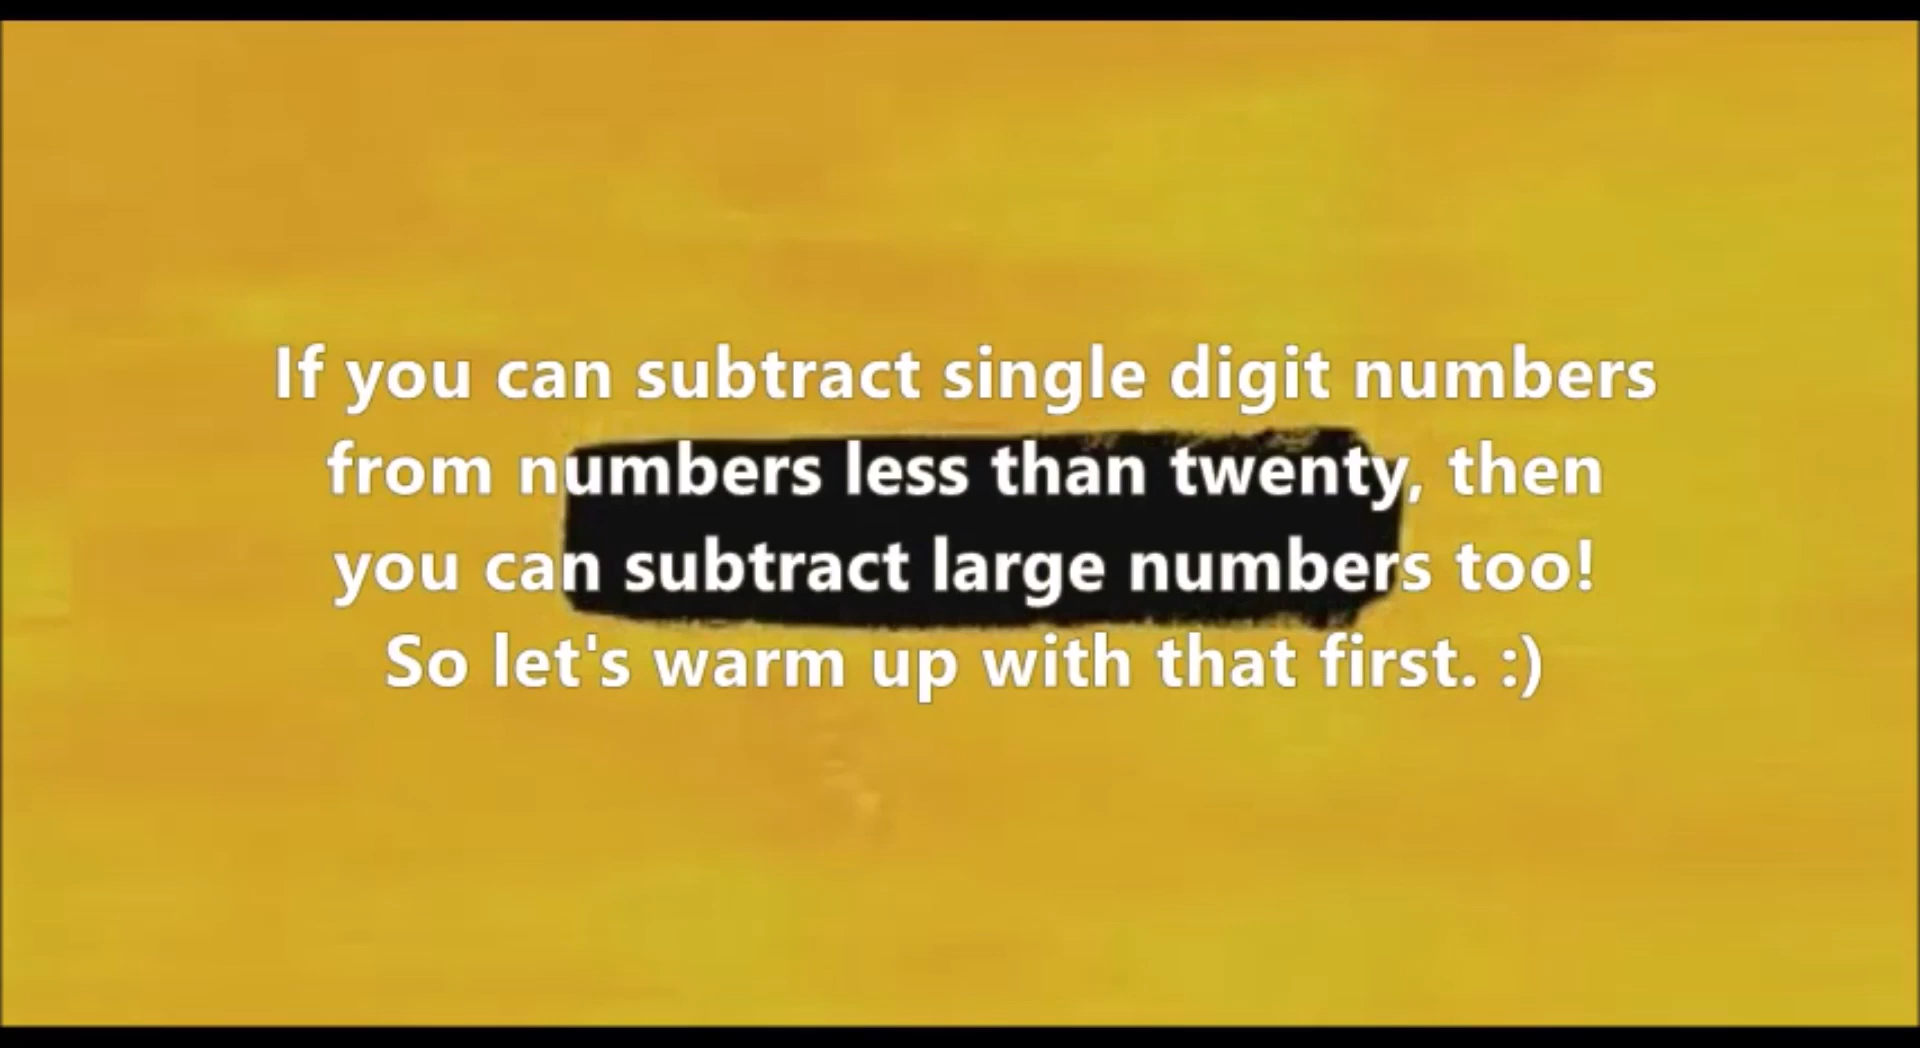 If you can subtract single digit numbers
from numbers less than twenty, then
you can subtract large numbers too!
So let's warm up with that first. :)